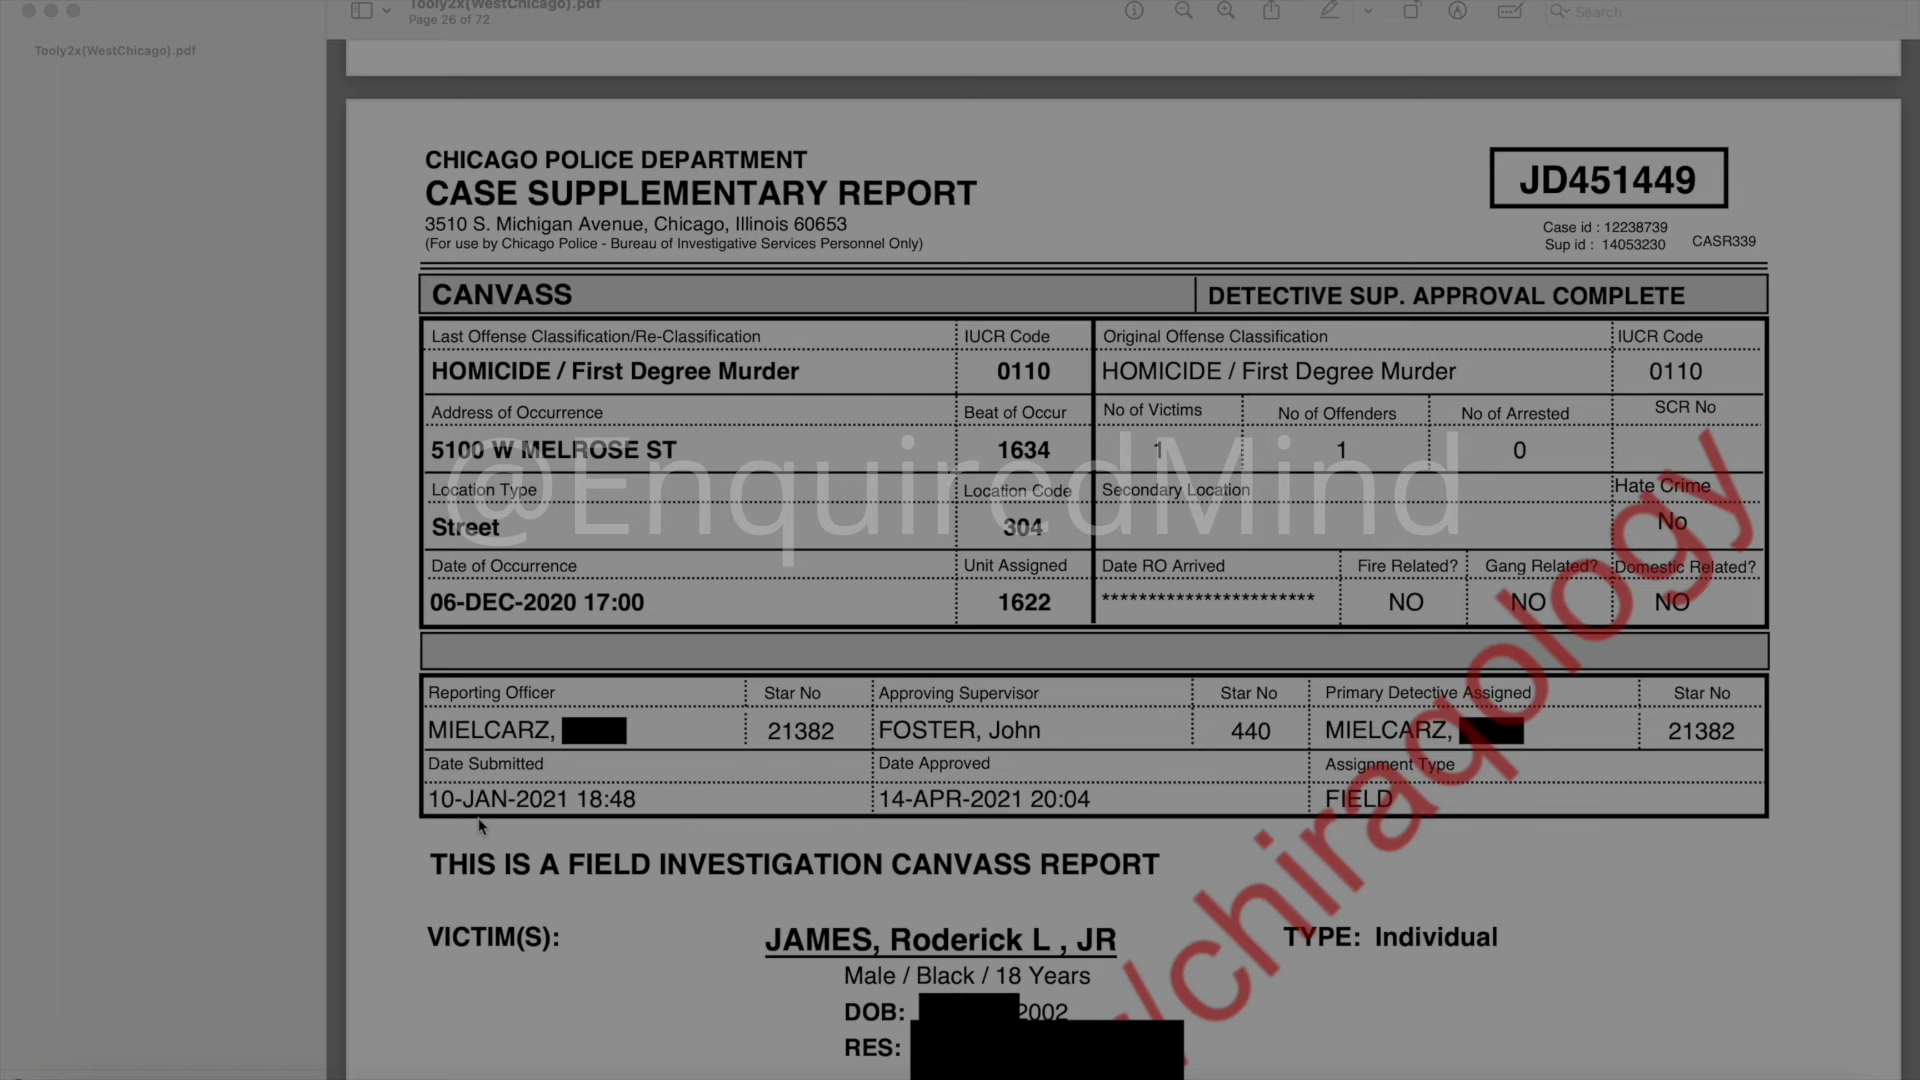 Tooly2x(WestChicago).pdf
Page 26 of 72
Search
Tooly2x(WestChicago).pdf
CHICAGO POLICE DEPARTMENT
CASE SUPPLEMENTARY REPORT
3510 S. Michigan Avenue, Chicago, Illinois 60653
(For use by Chicago Police - Bureau of Investigative Services Personnel Only)
JD451449
Case id : 12238739
Sup id : 14053230 CASR339
CANVASS DETECTIVE SUP. APPROVAL COMPLETE
Last Offense Classification/Re-Classification IUCR Code Original Offense Classification IUCR Code
HOMICIDE / First Degree Murder 0110 HOMICIDE / First Degree Murder 0110
Address of Occurrence Beat of Occur No of Victims No of Offenders No of Arrested SCR No
5100 W MELROSE ST 1634 1 1 0
@EnquiredMind
Location Type Location Code Secondary Location Hate Crime
Street 304 No
Date of Occurrence Unit Assigned Date RO Arrived Fire Related? Gang Related? Domestic Related?
06-DEC-2020 17:00 1622 *********************** NO NO NO
Reporting Officer Star No Approving Supervisor Star No Primary Detective Assigned Star No
MIELCARZ, 21382 FOSTER, John 440 MIELCARZ, 21382
Date Submitted Date Approved Assignment Type
10-JAN-2021 18:48 14-APR-2021 20:04 FIELD
THIS IS A FIELD INVESTIGATION CANVASS REPORT
VICTIM(S): JAMES, Roderick L , JR TYPE: Individual
Male / Black / 18 Years
DOB: 2002
RES:
/chiraqology